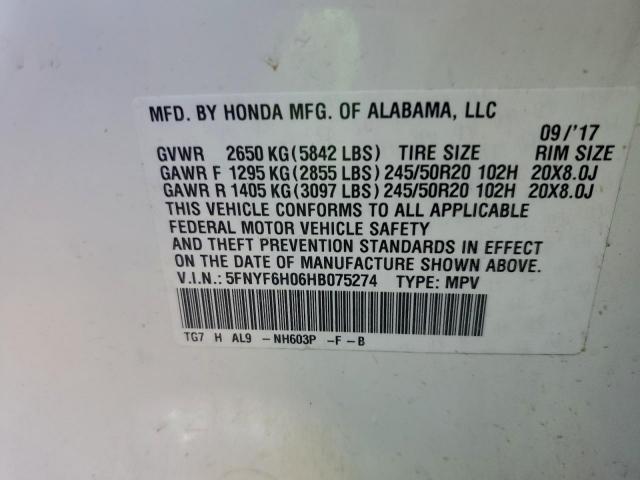 MFD. BY HONDA MFG. OF ALABAMA, LLC
09/'17
GVWR 2650 KG(5842 LBS) TIRE SIZE RIM SIZE
GAWR F 1295 KG(2855 LBS)245/50R20 102H 20X8.0J
GAWR R 1405 KG(3097 LBS)245/50R20 102H 20X8.0J
THIS VEHICLE CONFORMS TO ALL APPLICABLE
FEDERAL MOTOR VEHICLE SAFETY
AND THEFT PREVENTION STANDARDS IN EFFECT
ON THE DATE OF MANUFACTURE SHOWN ABOVE.
V.I.N.: 5FNYF6H06HB075274 TYPE: MPV
TG7 H AL9 -NH603P -F-B